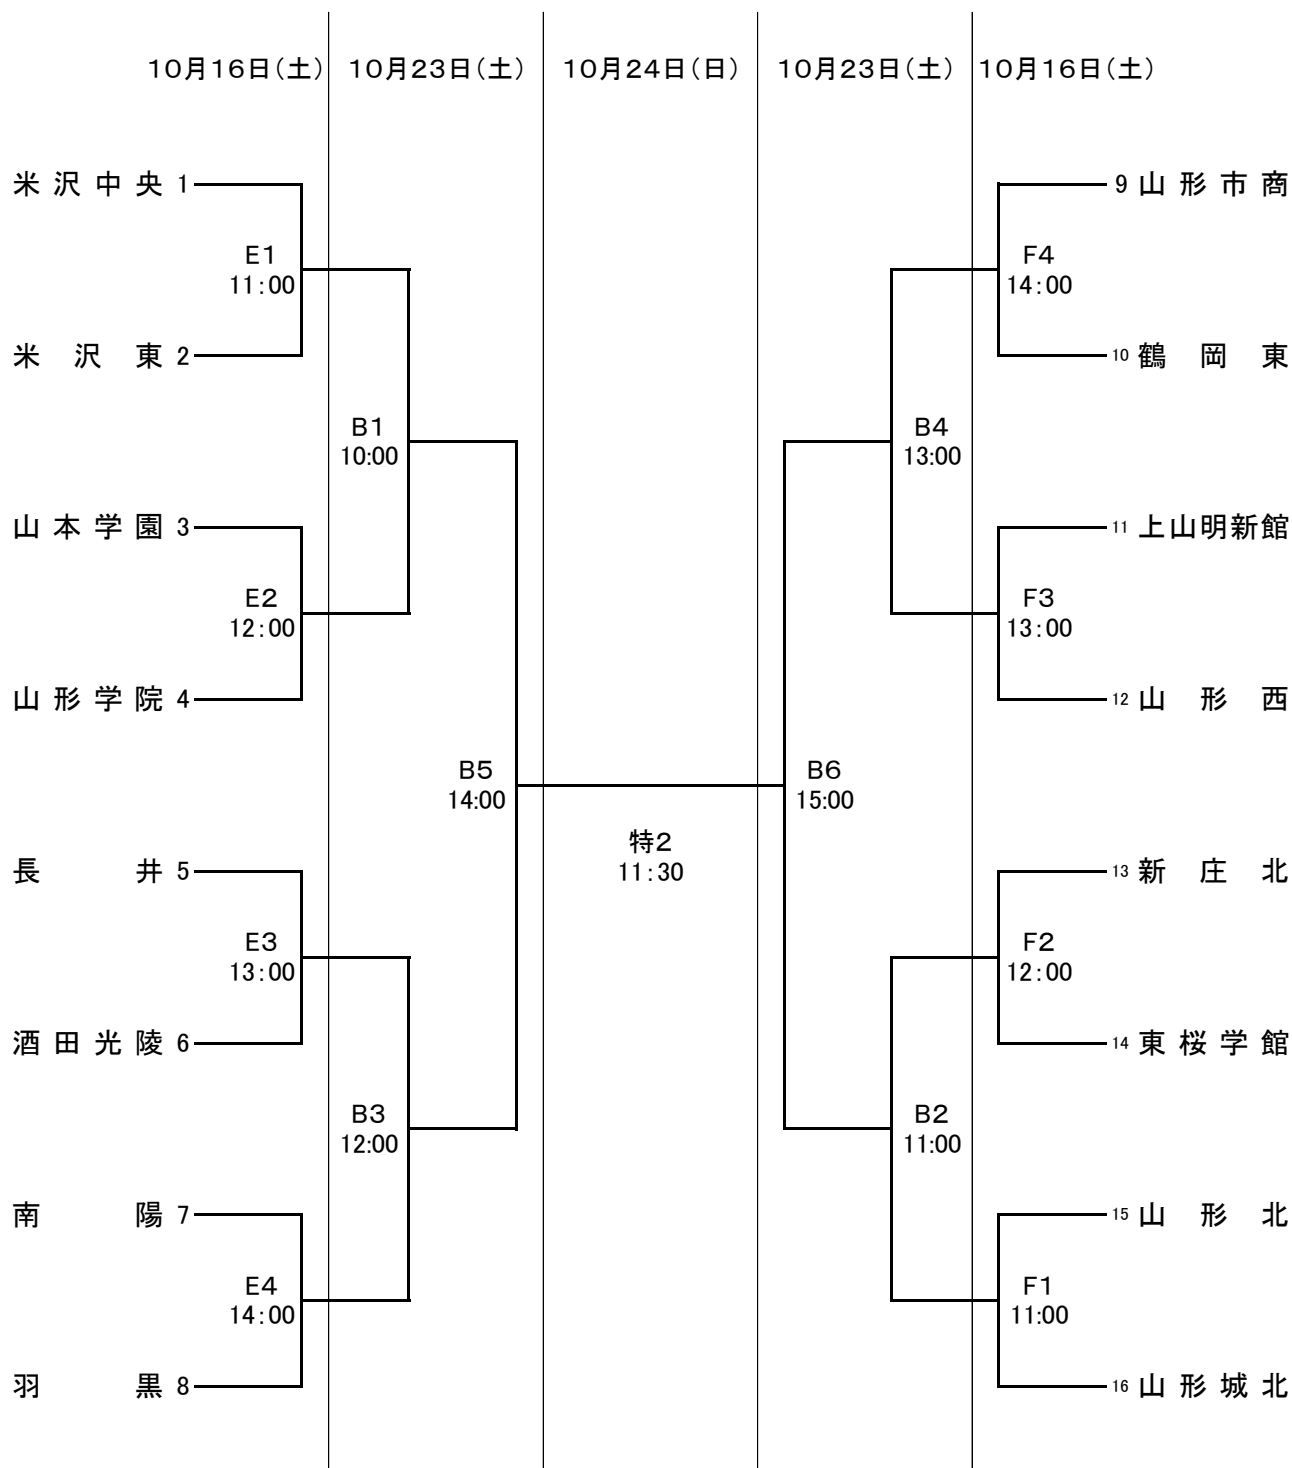 10月16日(土) 10月23日(土) 10月24日(日) 10月23日(土) 10月16日(土)
米沢中央 1 9 山形市商
E1 F4
11:00 14:00
米沢東 2 10 鶴岡東
B1 B4
10:00 13:00
山本学園 3 11 上山明新館
E2 F3
12:00 13:00
山形学院 4 12 山形西
B5 B6
14:00 15:00
特2
11:30
長井 5 13 新庄北
E3 F2
13:00 12:00
酒田光陵 6 14 東桜学館
B3 B2
12:00 11:00
南陽 7 15 山形北
E4 F1
14:00 11:00
羽黒 8 16 山形城北